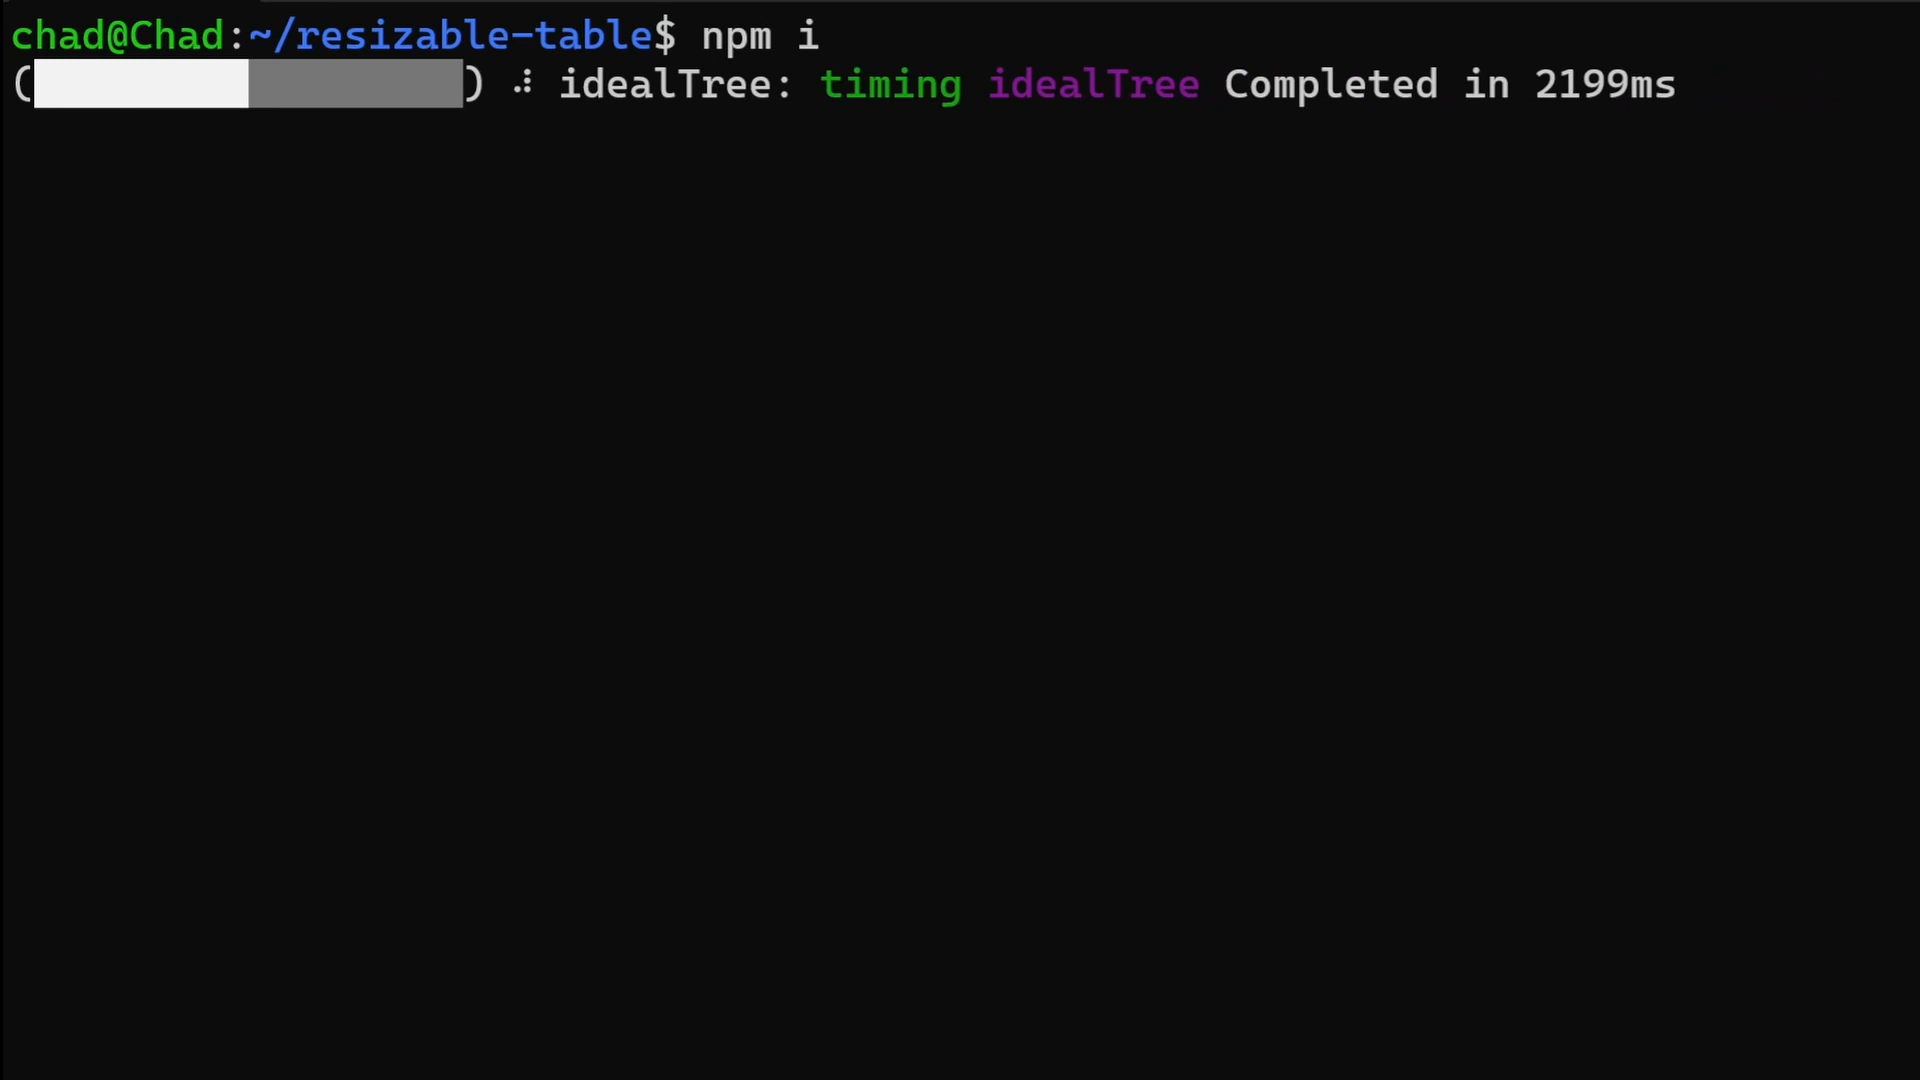 chad@Chad:~/resizable-table$ npm i
() ⠼ idealTree: timing idealTree Completed in 2199ms